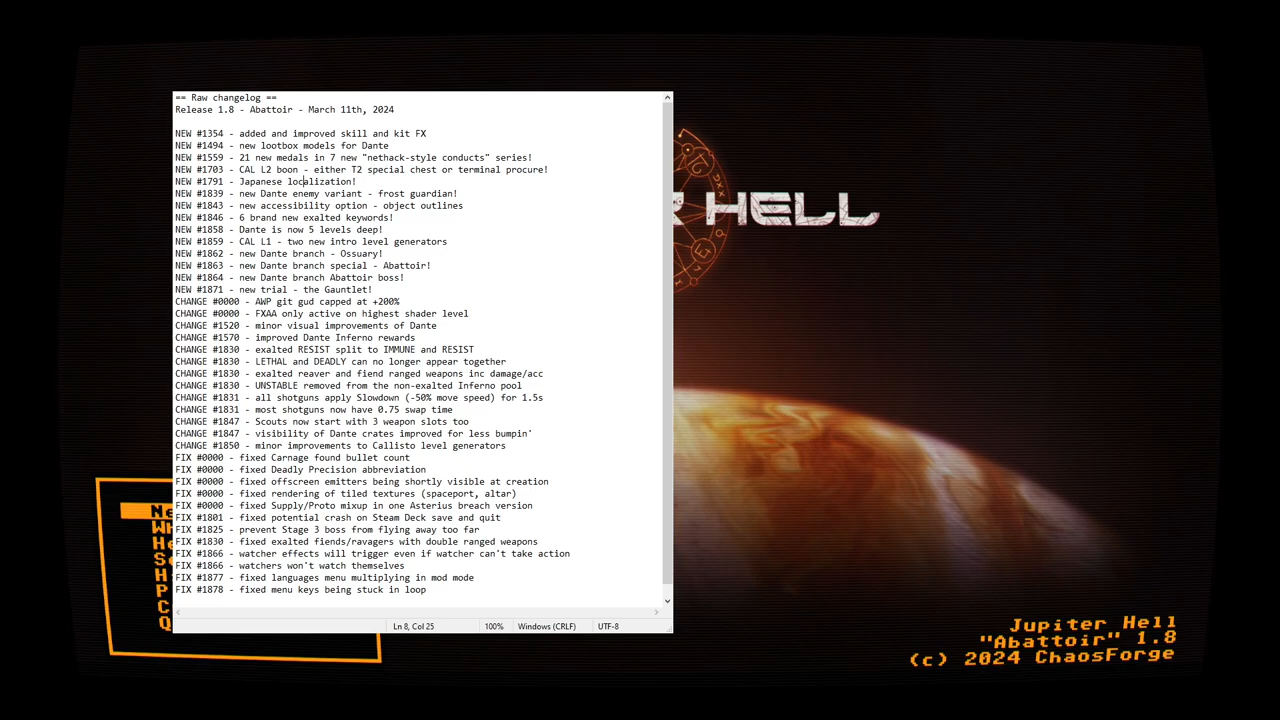 == Raw changelog ==
Release 1.8 - Abattoir - March 11th, 2024
NEW #1354 - added and improved skill and kit FX
NEW #1494 - new lootbox models for Dante
NEW #1559 - 21 new medals in 7 new "nethack-style conducts" series!
NEW #1703 - CAL L2 boon - either T2 special chest or terminal procure!
NEW #1791 - Japanese localization!
NEW #1839 - new Dante enemy variant - frost guardian!
NEW #1843 - new accessibility option - object outlines
NEW #1846 - 6 brand new exalted keywords!
NEW #1858 - Dante is now 5 levels deep!
NEW #1859 - CAL L1 - two new intro level generators
NEW #1862 - new Dante branch - Ossuary!
NEW #1863 - new Dante branch special - Abattoir!
NEW #1864 - new Dante branch Abattoir boss!
NEW #1871 - new trial - the Gauntlet!
CHANGE #0000 - AWP git gud capped at +200%
CHANGE #0000 - FXAA only active on highest shader level
CHANGE #1520 - minor visual improvements of Dante
CHANGE #1570 - improved Dante Inferno rewards
CHANGE #1830 - exalted RESIST split to IMMUNE and RESIST
CHANGE #1830 - LETHAL and DEADLY can no longer appear together
CHANGE #1830 - exalted reaver and fiend ranged weapons inc damage/acc
CHANGE #1830 - UNSTABLE removed from the non-exalted Inferno pool
CHANGE #1831 - all shotguns apply Slowdown (-50% move speed) for 1.5s
CHANGE #1831 - most shotguns now have 0.75 swap time
CHANGE #1847 - Scouts now start with 3 weapon slots too
CHANGE #1847 - visibility of Dante crates improved for less bumpin'
CHANGE #1850 - minor improvements to Callisto level generators
FIX #0000 - fixed Carnage found bullet count
FIX #0000 - fixed Deadly Precision abbreviation
FIX #0000 - fixed offscreen emitters being shortly visible at creation
FIX #0000 - fixed rendering of tiled textures (spaceport, altar)
FIX #0000 - fixed Supply/Proto mixup in one Asterius breach version
FIX #1801 - fixed potential crash on Steam Deck save and quit
FIX #1825 - prevent Stage 3 boss from flying away too far
FIX #1830 - fixed exalted fiends/ravagers with double ranged weapons
FIX #1866 - watcher effects will trigger even if watcher can't take action
FIX #1866 - watchers won't watch themselves
FIX #1877 - fixed languages menu multiplying in mod mode
FIX #1878 - fixed menu keys being stuck in loop
Ln 8, Col 25 100% Windows (CRLF) UTF-8
HELL
Jupiter Hell
"Abattoir" 1.8
(c) 2024 ChaosForge